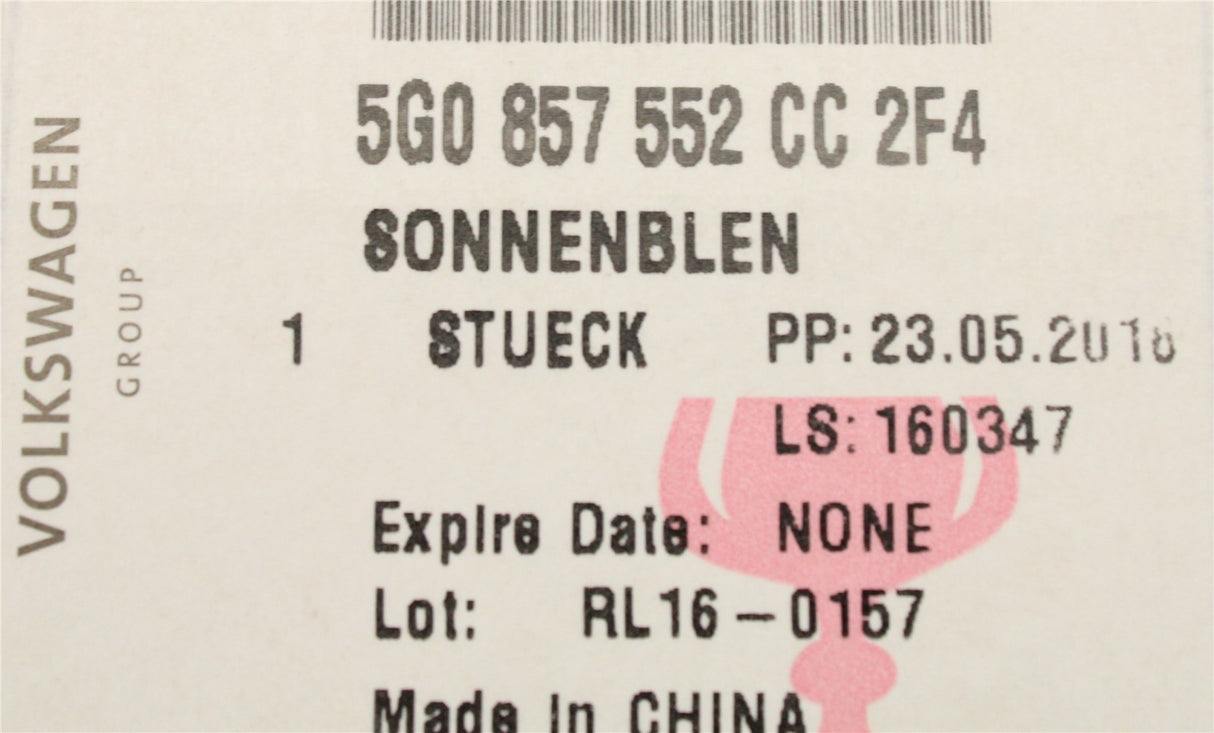 VOLKSWAGEN
GROUP
5G0 857 552 CC 2F4
SONNENBLEN
1 STUECK PP: 23.05.2018
LS: 160347
Expire Date: NONE
Lot: RL16-0157
Made in CHINA